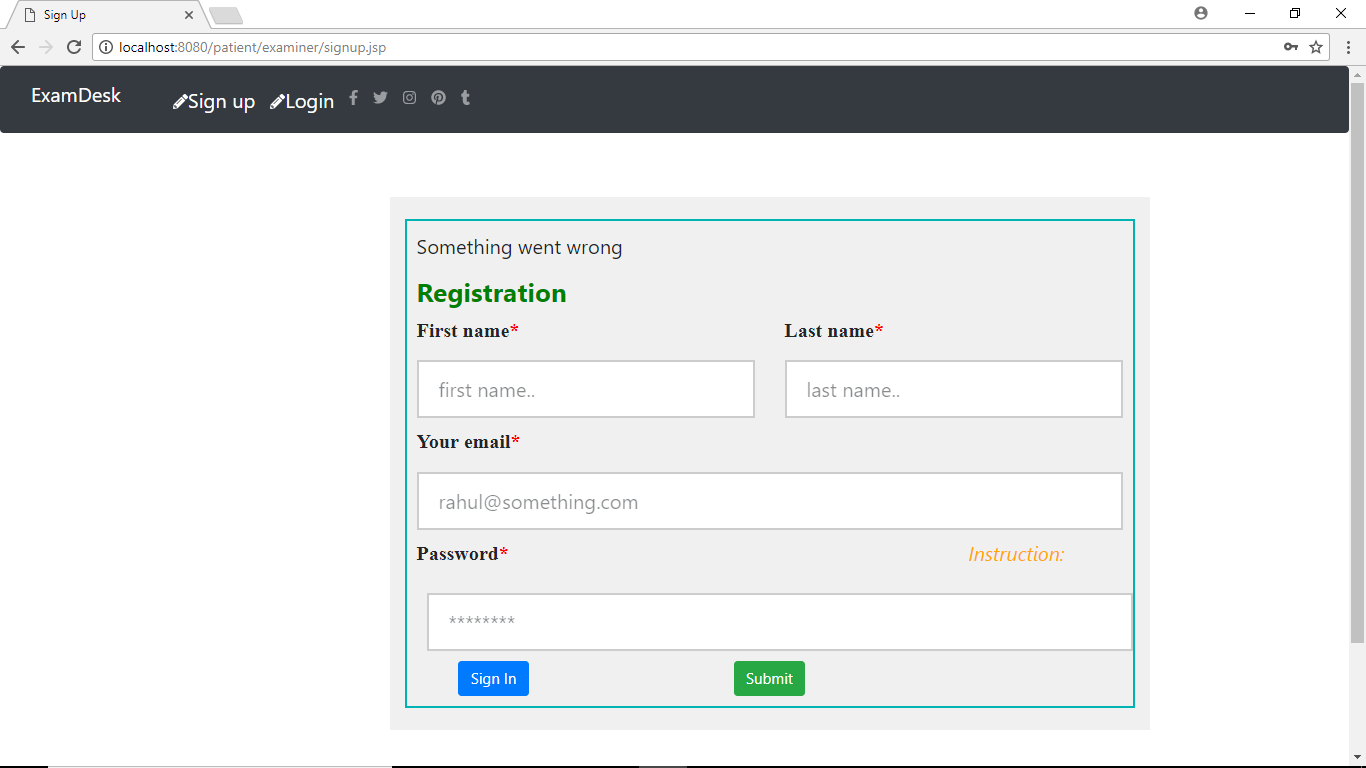 Sign Up
localhost:8080/patient/examiner/signup.jsp
ExamDesk Sign up Login
Something went wrong
Registration
First name* Last name*
first name.. last name..
Your email*
rahul@something.com
Password* Instruction:
********
Sign In Submit